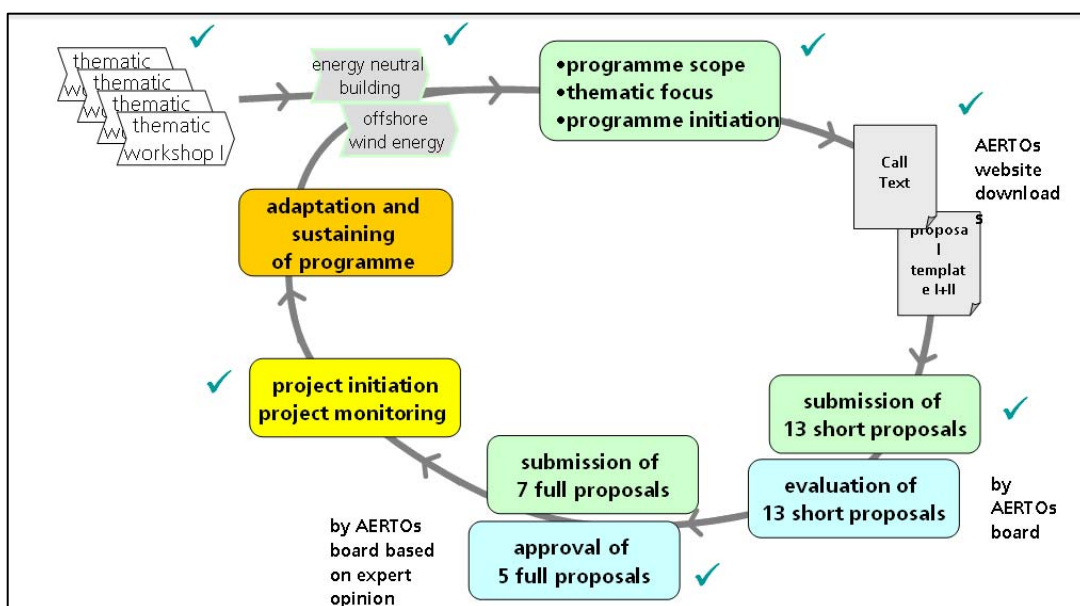 thematic
w
thematic
w
thematic
w
thematic
workshop I
energy neutral
building
offshore
wind energy
•programme scope
•thematic focus
•programme initiation
Call
Text
AERTOs
website
download
s
proposa
l
templat
e I+II
adaptation and
sustaining
of programme
project initiation
project monitoring
submission of
13 short proposals
submission of
7 full proposals
evaluation of
13 short proposals
by
AERTOs
board
by AERTOs
board based
on expert
opinion
approval of
5 full proposals